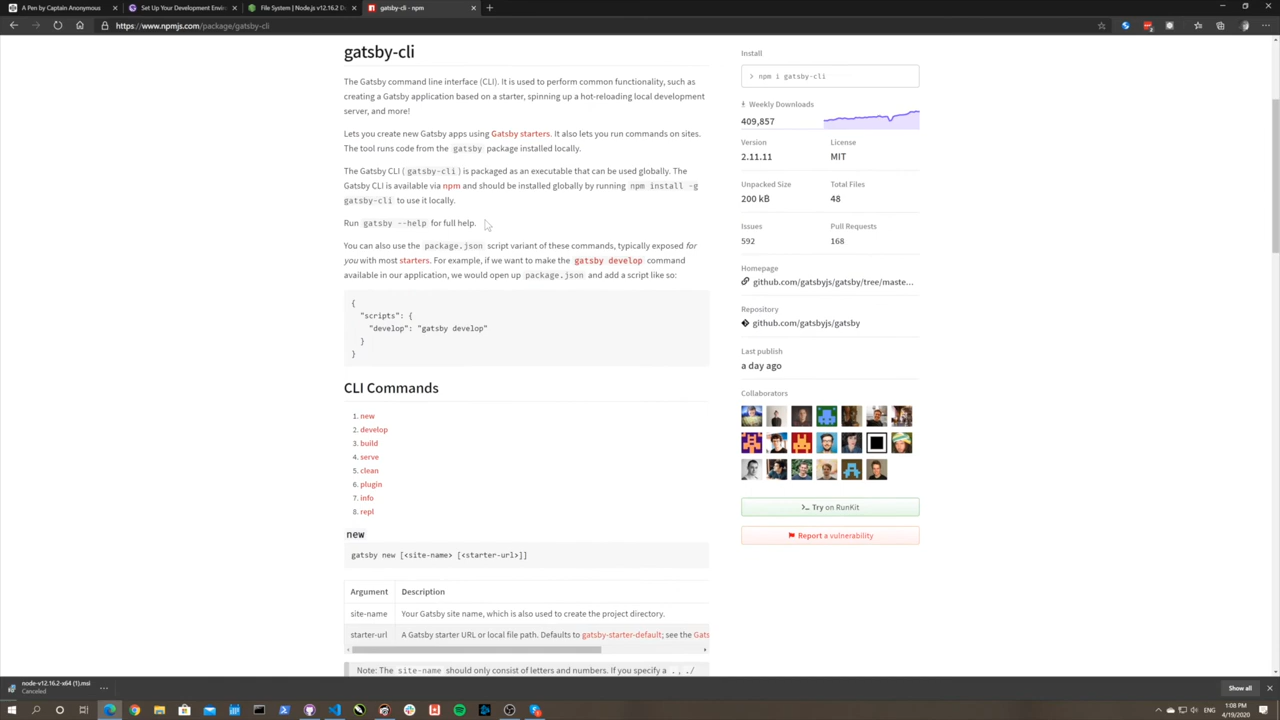 A Pen by Captain Anonymous
Set Up Your Development Enviro
File System | Node.js v12.16.2 Do
gatsby-cli - npm
https://www.npmjs.com/package/gatsby-cli
gatsby-cli
The Gatsby command line interface (CLI). It is used to perform common functionality, such as
creating a Gatsby application based on a starter, spinning up a hot-reloading local development
server, and more!
Lets you create new Gatsby apps using Gatsby starters. It also lets you run commands on sites.
The tool runs code from the gatsby package installed locally.
The Gatsby CLI ( gatsby-cli ) is packaged as an executable that can be used globally. The
Gatsby CLI is available via npm and should be installed globally by running npm install -g
gatsby-cli to use it locally.
Run gatsby --help for full help.
You can also use the package.json script variant of these commands, typically exposed for
you with most starters. For example, if we want to make the gatsby develop command
available in our application, we would open up package.json and add a script like so:
{
"scripts": {
"develop": "gatsby develop"
}
}
CLI Commands
1. new
2. develop
3. build
4. serve
5. clean
6. plugin
7. info
8. repl
new
gatsby new [<site-name> [<starter-url>]]
Argument Description
site-name Your Gatsby site name, which is also used to create the project directory.
starter-url A Gatsby starter URL or local file path. Defaults to gatsby-starter-default; see the Gats
Note: The site-name should only consist of letters and numbers. If you specify a . , ./
Install
> npm i gatsby-cli
Weekly Downloads
409,857
Version License
2.11.11 MIT
Unpacked Size Total Files
200 kB 48
Issues Pull Requests
592 168
Homepage
github.com/gatsbyjs/gatsby/tree/maste...
Repository
github.com/gatsbyjs/gatsby
Last publish
a day ago
Collaborators
Try on RunKit
Report a vulnerability
node-v12.16.2-x64 (1).msi
Canceled
...
Show all
ENG
1:08 PM
4/19/2020